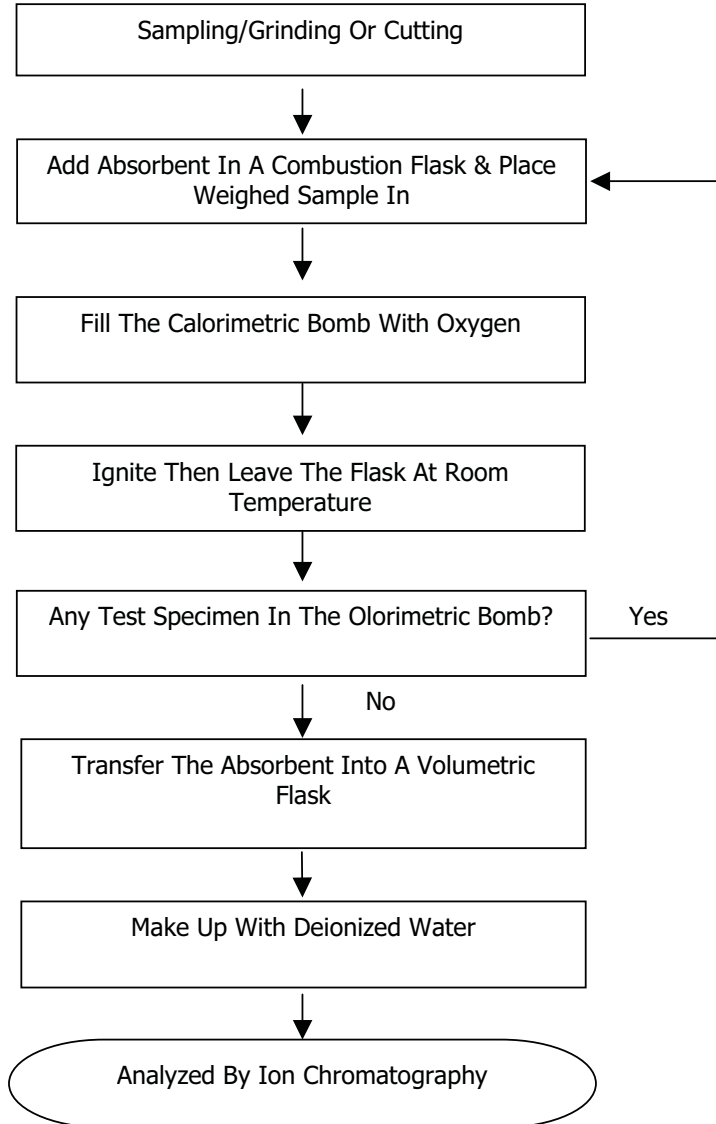 Sampling/Grinding Or Cutting
Add Absorbent In A Combustion Flask & Place
Weighed Sample In
Fill The Calorimetric Bomb With Oxygen
Ignite Then Leave The Flask At Room
Temperature
Any Test Specimen In The Olorimetric Bomb?
Yes
No
Transfer The Absorbent Into A Volumetric
Flask
Make Up With Deionized Water
Analyzed By Ion Chromatography